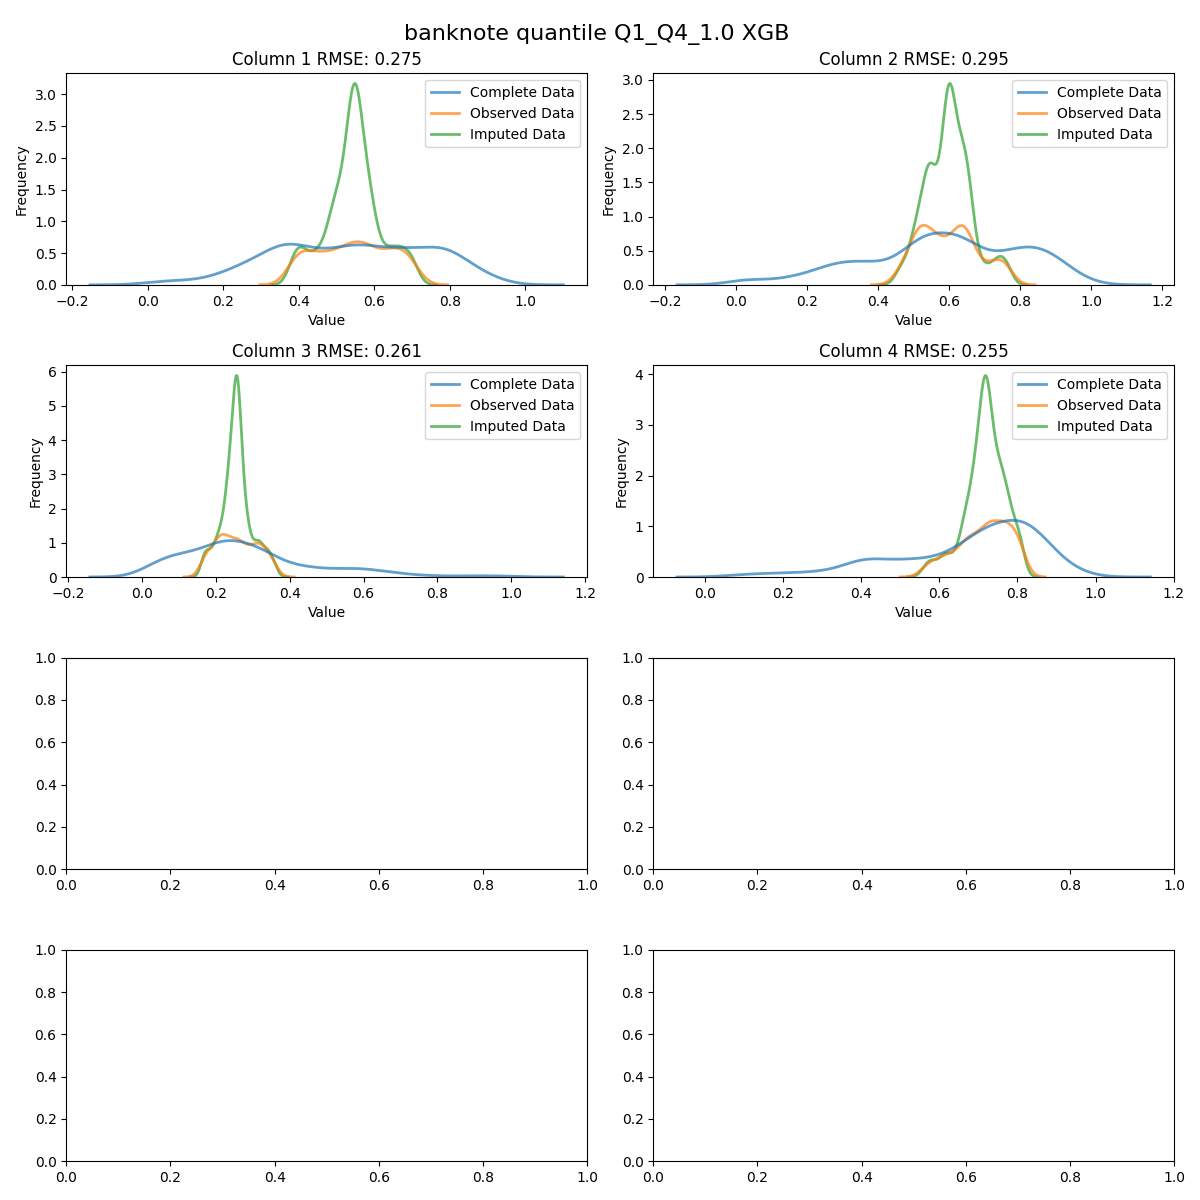 banknote quantile Q1_Q4_1.0 XGB
Column 1 RMSE: 0.275
Complete Data
Observed Data
Imputed Data
Frequency
3.0
2.5
2.0
1.5
1.0
0.5
0.0
−0.2 0.0 0.2 0.4 0.6 0.8 1.0
Value
Column 2 RMSE: 0.295
Complete Data
Observed Data
Imputed Data
Frequency
3.0
2.5
2.0
1.5
1.0
0.5
0.0
−0.2 0.0 0.2 0.4 0.6 0.8 1.0 1.2
Value
Column 3 RMSE: 0.261
Complete Data
Observed Data
Imputed Data
Frequency
6
5
4
3
2
1
0
−0.2 0.0 0.2 0.4 0.6 0.8 1.0 1.2
Value
Column 4 RMSE: 0.255
Complete Data
Observed Data
Imputed Data
Frequency
4
3
2
1
0
0.0 0.2 0.4 0.6 0.8 1.0 1.2
Value
1.0
0.8
0.6
0.4
0.2
0.0
0.0 0.2 0.4 0.6 0.8 1.0
1.0
0.8
0.6
0.4
0.2
0.0
0.0 0.2 0.4 0.6 0.8 1.0
1.0
0.8
0.6
0.4
0.2
0.0
0.0 0.2 0.4 0.6 0.8 1.0
1.0
0.8
0.6
0.4
0.2
0.0
0.0 0.2 0.4 0.6 0.8 1.0